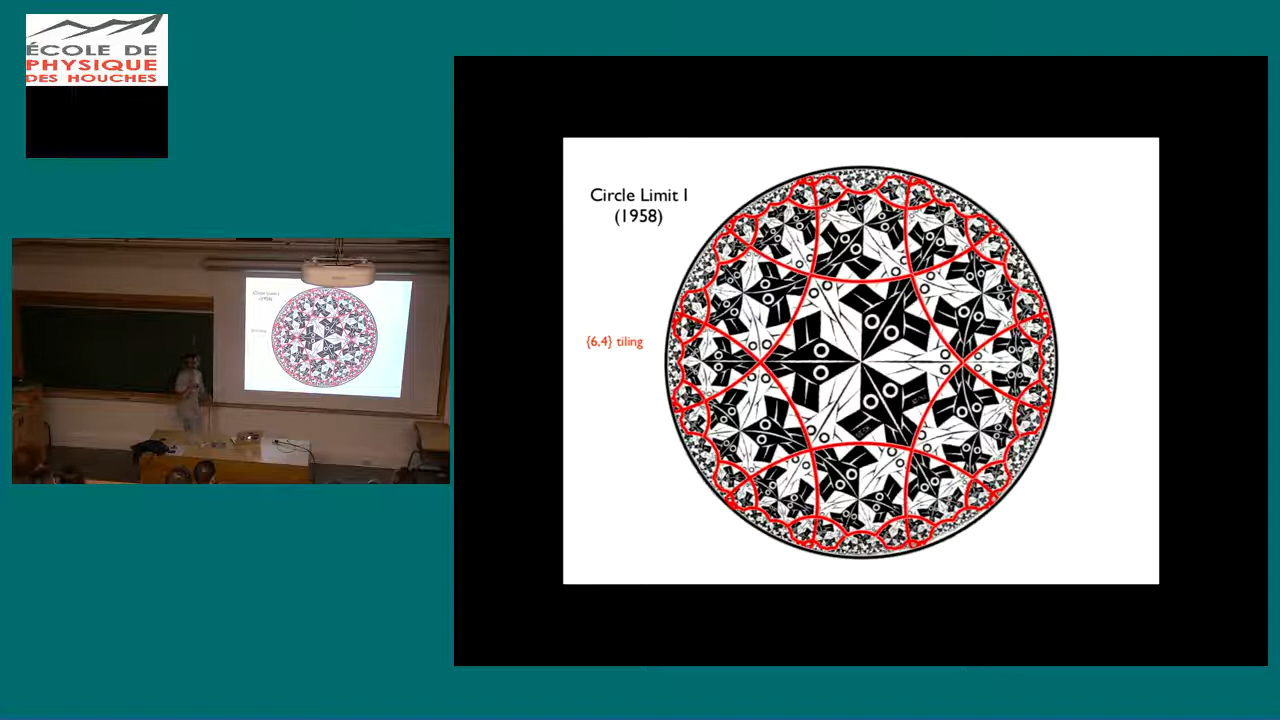 ÉCOLE DE
PHYSIQUE
DES HOUCHES
Circle Limit I
(1958)
{6,4} tiling